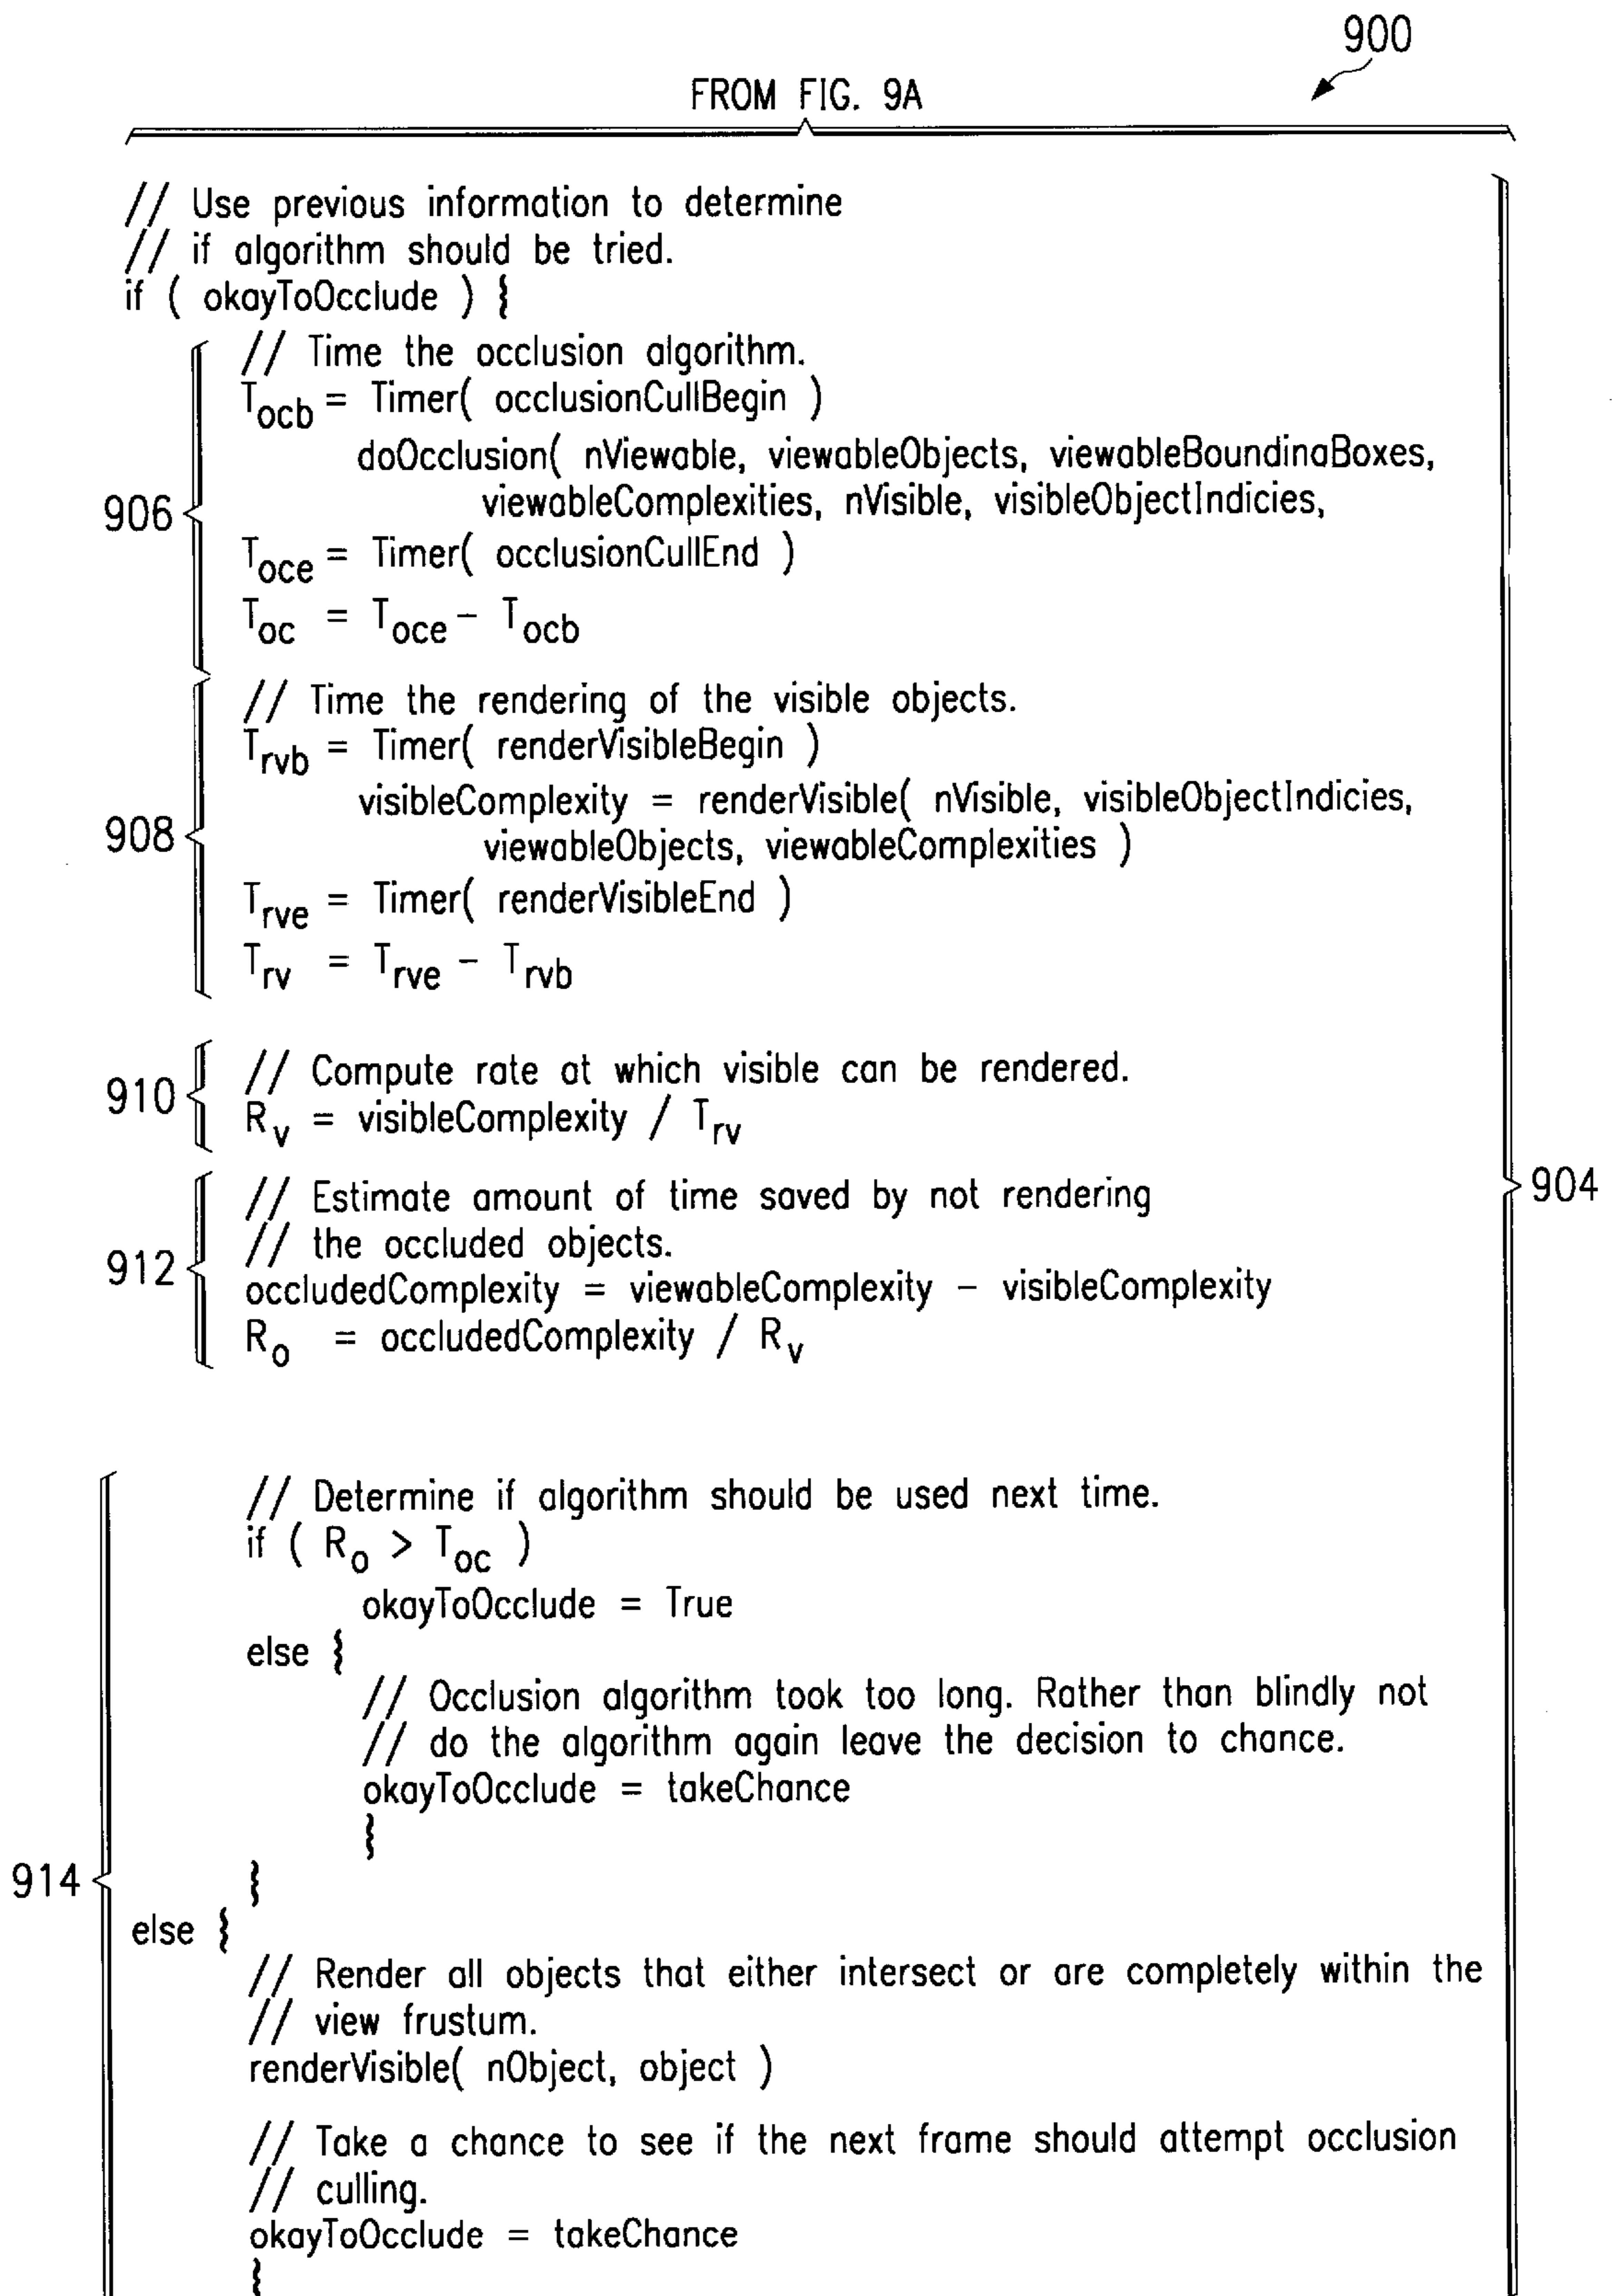 900
FROM FIG. 9A
// Use previous information to determine
// if algorithm should be tried.
if ( okayToOcclude ) {
// Time the occlusion algorithm.
Tocb = Timer( occlusionCullBegin )
doOcclusion( nViewable, viewableObjects, viewableBoundinaBoxes,
906
viewableComplexities, nVisible, visibleObjectIndicies,
Toce = Timer( occlusionCullEnd )
Toc = Toce - Tocb
// Time the rendering of the visible objects.
Trvb = Timer( renderVisibleBegin )
visibleComplexity = renderVisible( nVisible, visibleObjectIndicies,
908
viewableObjects, viewableComplexities )
Trve = Timer( renderVisibleEnd )
Trv = Trve - Trvb
// Compute rate at which visible can be rendered.
910
Rv = visibleComplexity / Trv
// Estimate amount of time saved by not rendering
904
// the occluded objects.
912
occludedComplexity = viewableComplexity - visibleComplexity
Ro = occludedComplexity / Rv
// Determine if algorithm should be used next time.
if ( Ro > Toc )
okayToOcclude = True
else {
// Occlusion algorithm took too long. Rather than blindly not
// do the algorithm again leave the decision to chance.
okayToOcclude = takeChance
}
914
}
else {
// Render all objects that either intersect or are completely within the
// view frustum.
renderVisible( nObject, object )
// Take a chance to see if the next frame should attempt occlusion
// culling.
okayToOcclude = takeChance
}